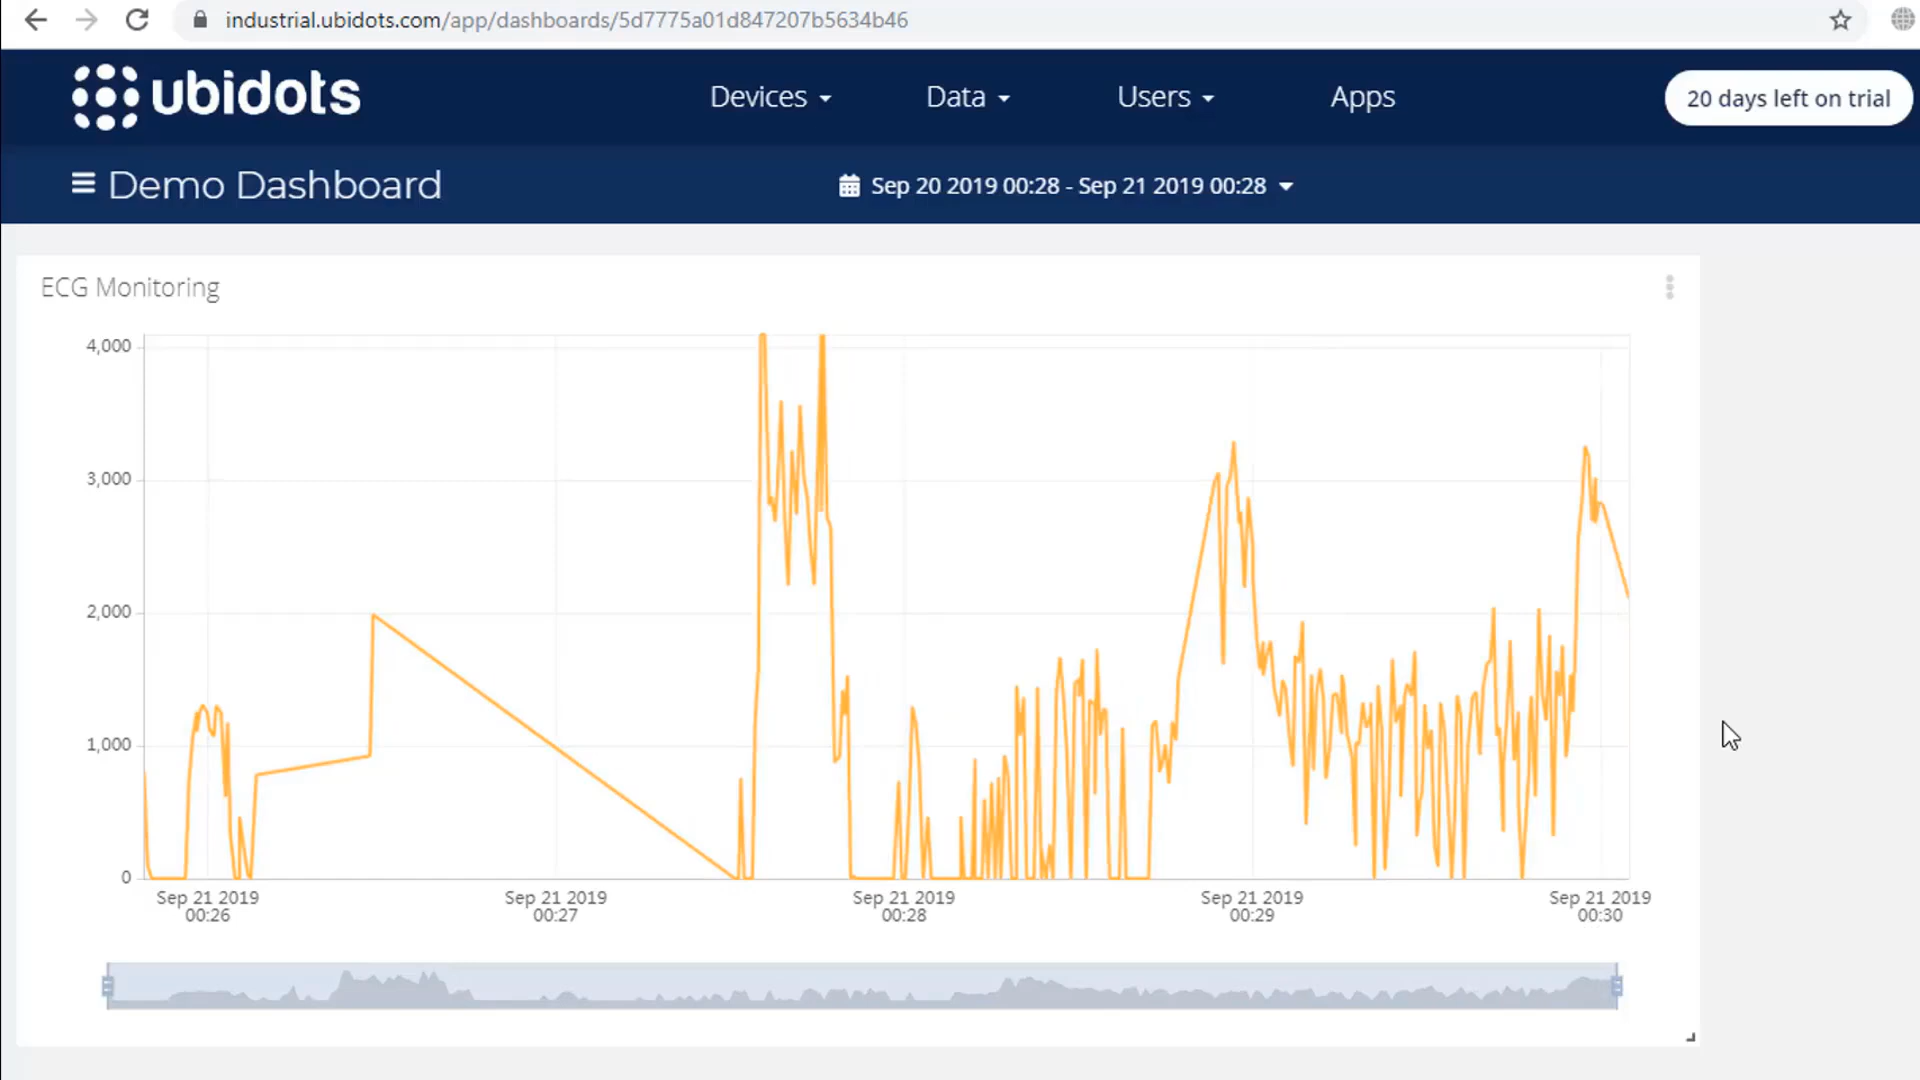 industrial.ubidots.com/app/dashboards/5d7775a01d847207b5634b46
ubidots
Devices
Data
Users
Apps
20 days left on trial
Demo Dashboard
Sep 20 2019 00:28 - Sep 21 2019 00:28
ECG Monitoring
4,000
3,000
2,000
1,000
0
Sep 21 2019
00:26
Sep 21 2019
00:27
Sep 21 2019
00:28
Sep 21 2019
00:29
Sep 21 2019
00:30